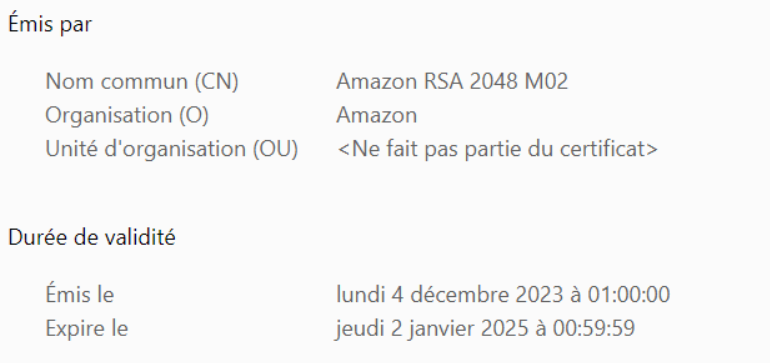 Émis par
Nom commun (CN) Amazon RSA 2048 M02
Organisation (O) Amazon
Unité d'organisation (OU) <Ne fait pas partie du certificat>
Durée de validité
Émis le lundi 4 décembre 2023 à 01:00:00
Expire le jeudi 2 janvier 2025 à 00:59:59